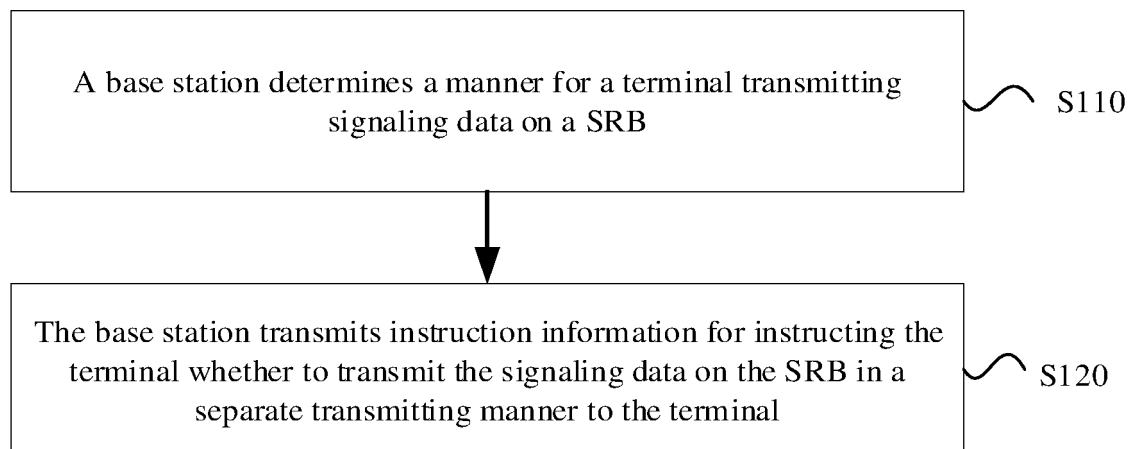 A base station determines a manner for a terminal transmitting
signaling data on a SRB
S110
The base station transmits instruction information for instructing the
terminal whether to transmit the signaling data on the SRB in a
separate transmitting manner to the terminal
S120